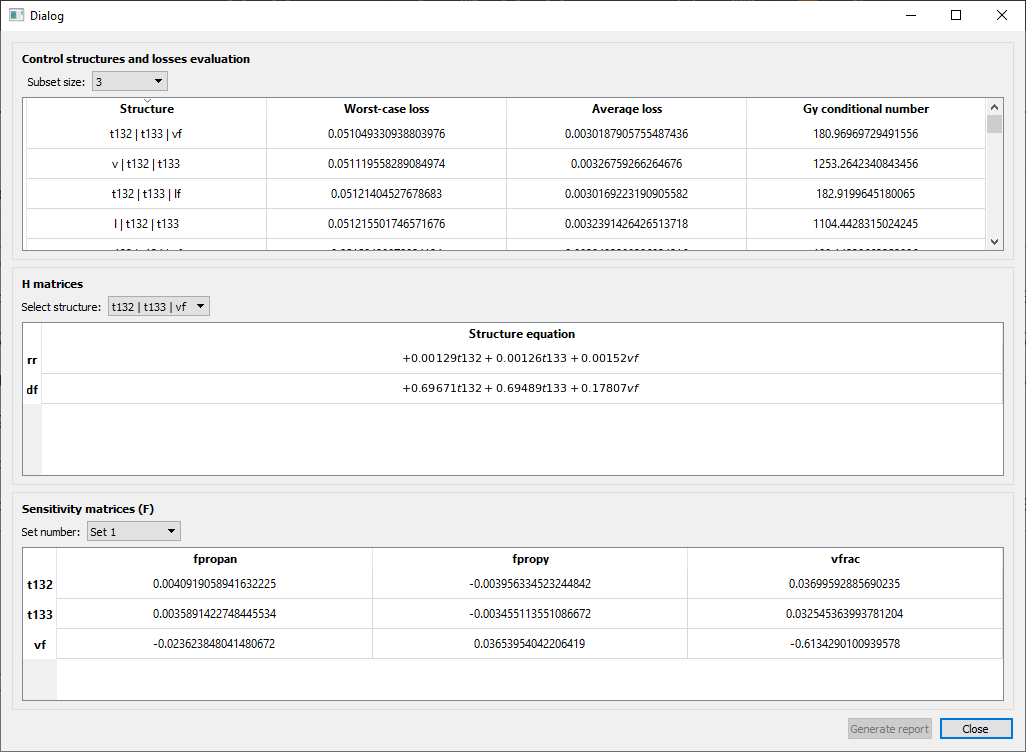 Dialog
Control structures and losses evaluation
Subset size: 3
Structure Worst-case loss Average loss Gy conditional number
t132 | t133 | vf 0.051049330938803976 0.0030187905755487436 180.96969729491556
v | t132 | t133 0.051119558289084974 0.00326759266264676 1253.2642340843456
t132 | t133 | lf 0.05121404527678683 0.0030169223190905582 182.9199645180065
l | t132 | t133 0.051215501746571676 0.0032391426426513718 1104.4428315024245
H matrices
Select structure: t132 | t133 | vf
Structure equation
rr +0.00129t132 + 0.00126t133 + 0.00152vf
df +0.69671t132 + 0.69489t133 + 0.17807vf
Sensitivity matrices (F)
Set number: Set 1
fpropan fpropy vfrac
t132 0.0040919058941632225 -0.003956334523244842 0.03699592885690235
t133 0.0035891422748445534 -0.003455113551086672 0.032545363993781204
vf -0.023623848041480672 0.03653954042206419 -0.6134290100939578
Generate report Close